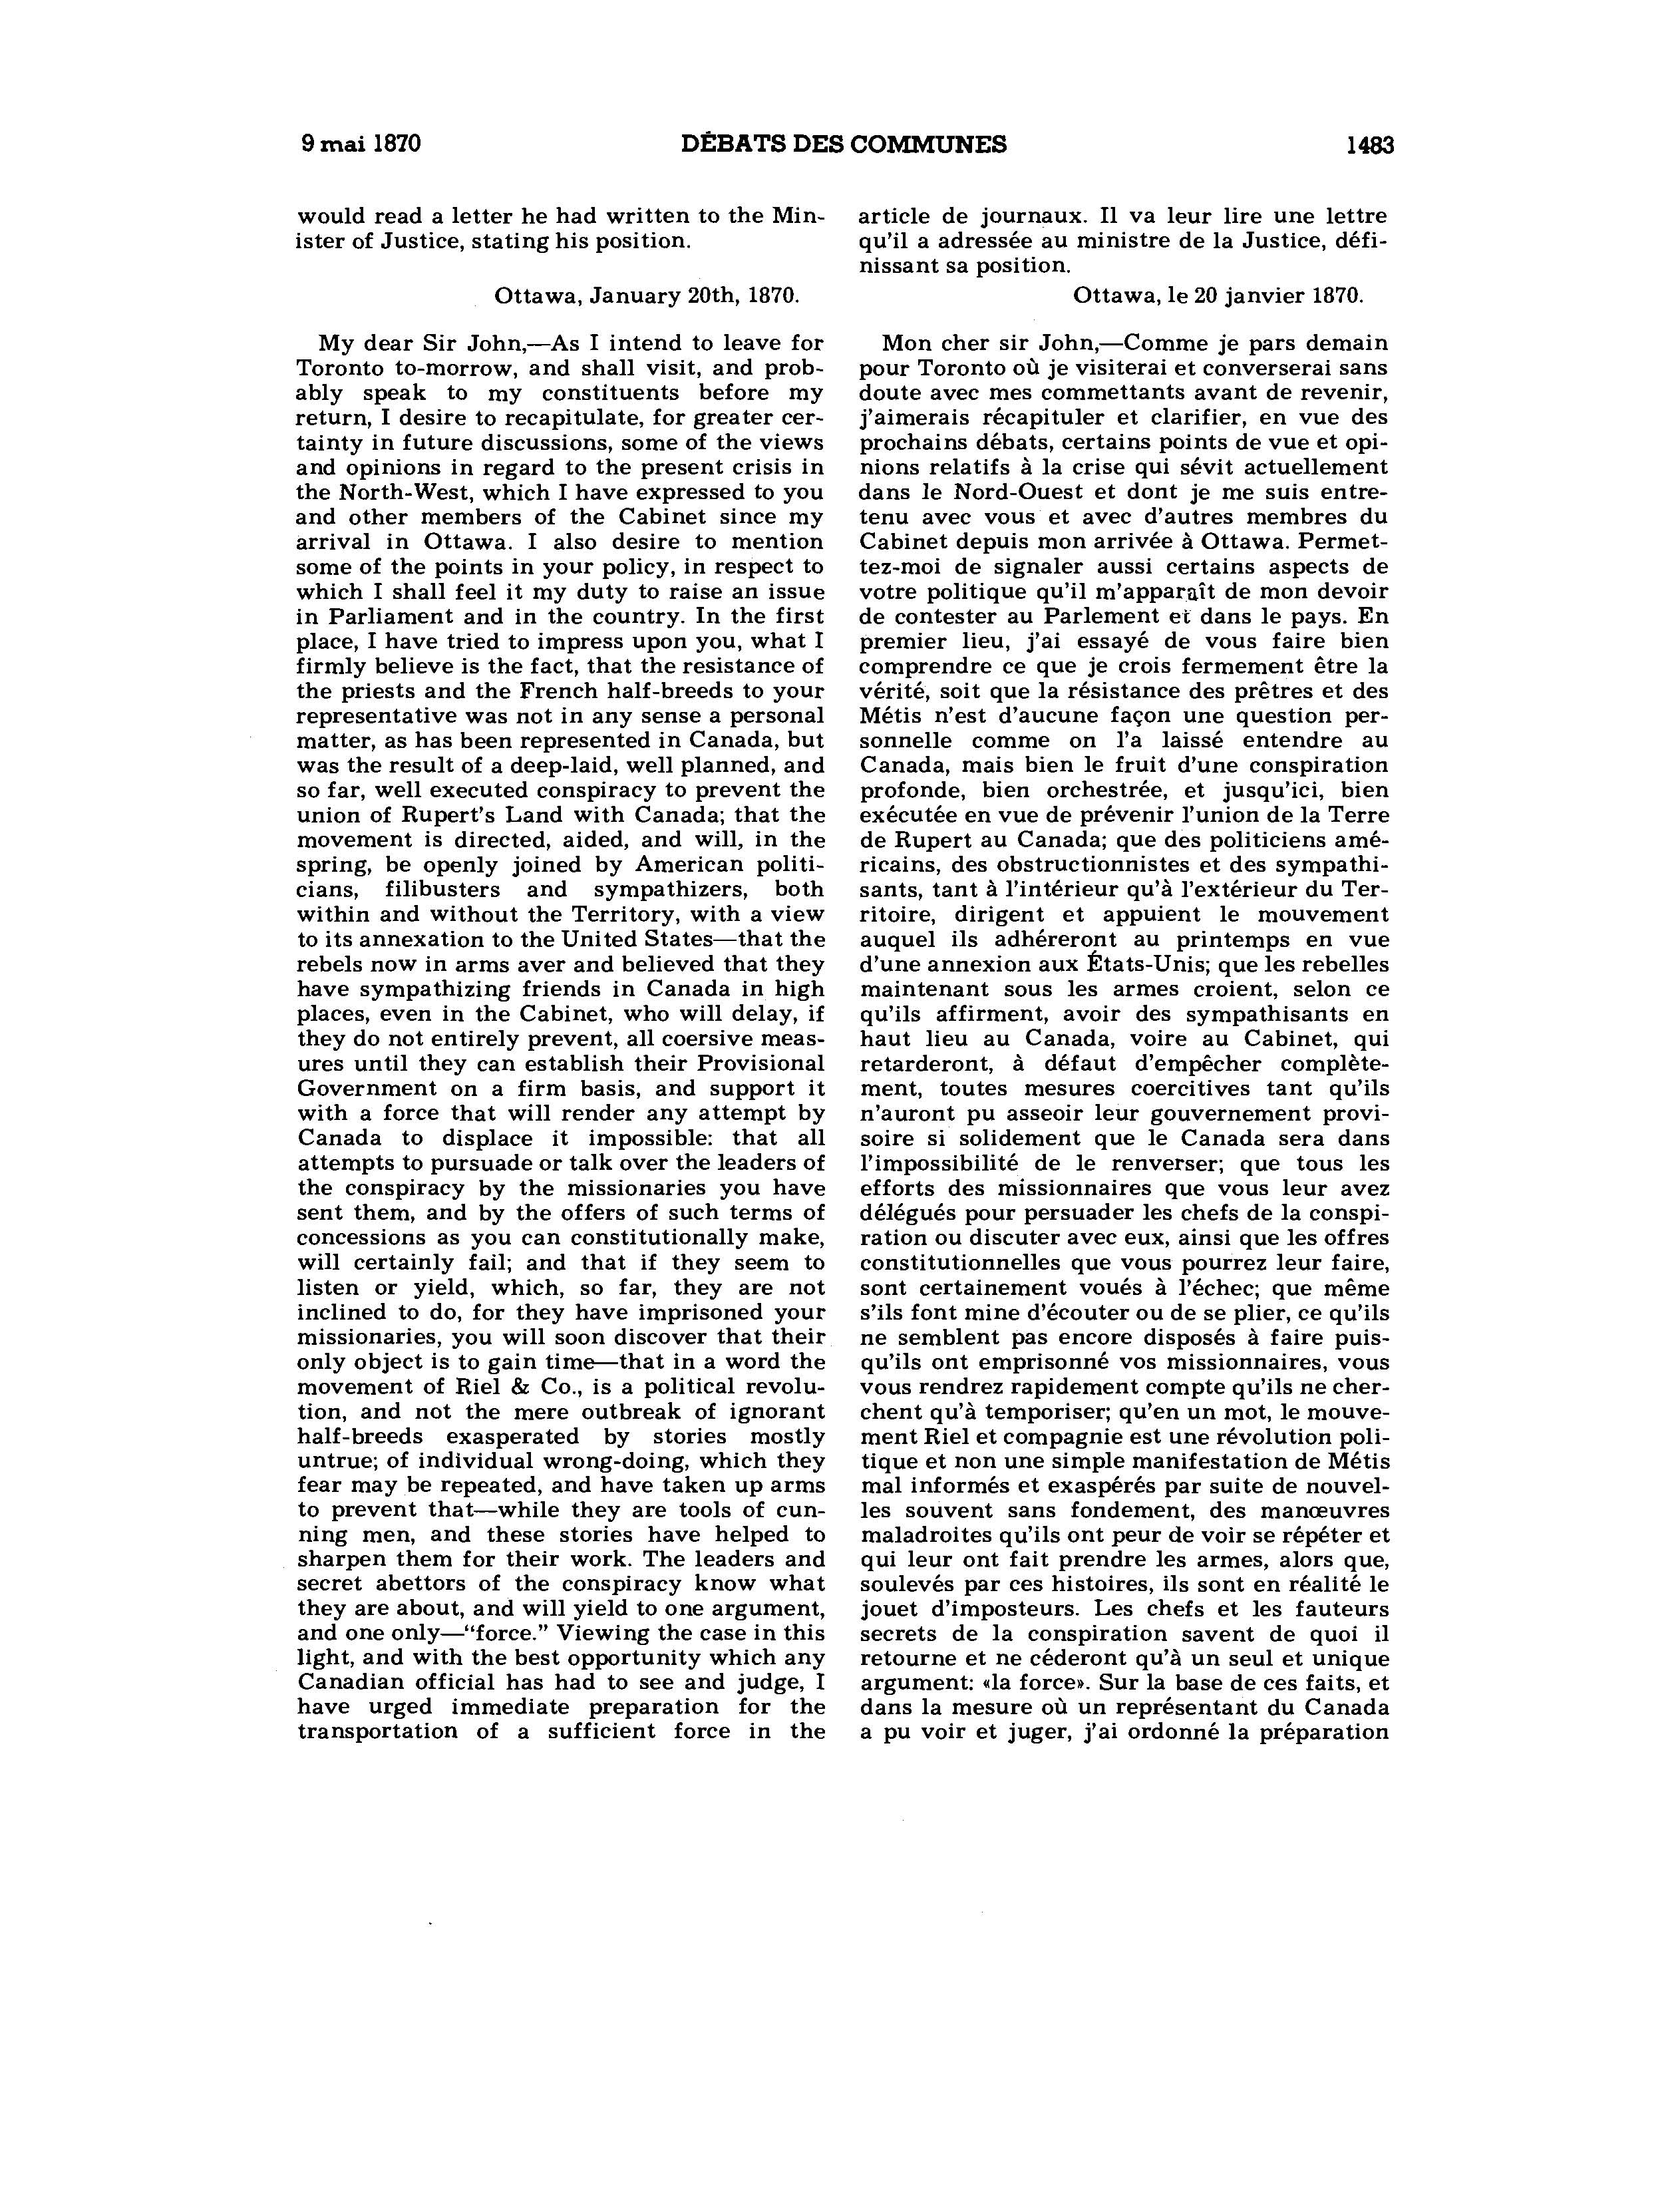 9 mai 1870
DÉBATS DES COMMUNES
1483
would read a letter he had written to the Min-
ister of Justice, stating his position.
Ottawa, January 20th, 1870.
My dear Sir John,—As I intend to leave for
Toronto to-morrow, and shall visit, and prob-
ably speak to my constituents before my
return, I desire to recapitulate, for greater cer-
tainty in future discussions, some of the views
and opinions in regard to the present crisis in
the North-West, which I have expressed to you
and other members of the Cabinet since my
arrival in Ottawa. I also desire to mention
some of the points in your policy, in respect to
which I shall feel it my duty to raise an issue
in Parliament and in the country. In the first
place, I have tried to impress upon you, what I
firmly believe is the fact, that the resistance of
the priests and the French half-breeds to your
representative was not in any sense a personal
matter, as has been represented in Canada, but
was the result of a deep-laid, well planned, and
so far, well executed conspiracy to prevent the
union of Rupert's Land with Canada; that the
movement is directed, aided, and will, in the
spring, be openly joined by American politi-
cians, filibusters and sympathizers, both
within and without the Territory, with a view
to its annexation to the United States—that the
rebels now in arms aver and believed that they
have sympathizing friends in Canada in high
places, even in the Cabinet, who will delay, if
they do not entirely prevent, all coersive meas-
ures until they can establish their Provisional
Government on a firm basis, and support it
with a force that will render any attempt by
Canada to displace it impossible: that all
attempts to pursuade or talk over the leaders of
the conspiracy by the missionaries you have
sent them, and by the offers of such terms of
concessions as you can constitutionally make,
will certainly fail; and that if they seem to
listen or yield, which, so far, they are not
inclined to do, for they have imprisoned your
missionaries, you will soon discover that their
only object is to gain time—that in a word the
movement of Riel & Co., is a political revolu-
tion, and not the mere outbreak of ignorant
half-breeds exasperated by stories mostly
untrue; of individual wrong-doing, which they
fear may be repeated, and have taken up arms
to prevent that—while they are tools of cun-
ning men, and these stories have helped to
sharpen them for their work. The leaders and
secret abettors of the conspiracy know what
they are about, and will yield to one argument,
and one only—“force.” Viewing the case in this
light, and with the best opportunity which any
Canadian official has had to see and judge, I
have urged immediate preparation for the
transportation of a sufficient force in the
article de journaux. Il va leur lire une lettre
qu'il a adressée au ministre de la Justice, défi-
nissant sa position.
Ottawa, le 20 janvier 1870.
Mon cher sir John,—Comme je pars demain
pour Toronto où je visiterai et converserai sans
doute avec mes commettants avant de revenir,
j'aimerais récapituler et clarifier, en vue des
prochains débats, certains points de vue et opi-
nions relatifs à la crise qui sévit actuellement
dans le Nord-Ouest et dont je me suis entre-
tenu avec vous et avec d'autres membres du
Cabinet depuis mon arrivée à Ottawa. Permet-
tez-moi de signaler aussi certains aspects de
votre politique qu'il m'apparaît de mon devoir
de contester au Parlement et dans le pays. En
premier lieu, j'ai essayé de vous faire bien
comprendre ce que je crois fermement être la
vérité, soit que la résistance des prêtres et des
Métis n'est d'aucune façon une question per-
sonnelle comme on l'a laissé entendre au
Canada, mais bien le fruit d'une conspiration
profonde, bien orchestrée, et jusqu'ici, bien
exécutée en vue de prévenir l'union de la Terre
de Rupert au Canada; que des politiciens amé-
ricains, des obstructionnistes et des sympathi-
sants, tant à l'intérieur qu'à l'extérieur du Ter-
ritoire, dirigent et appuient le mouvement
auquel ils adhéreront au printemps en vue
d'une annexion aux États-Unis; que les rebelles
maintenant sous les armes croient, selon ce
qu'ils affirment, avoir des sympathisants en
haut lieu au Canada, voire au Cabinet, qui
retarderont, à défaut d'empêcher complète-
ment, toutes mesures coercitives tant qu'ils
n'auront pu asseoir leur gouvernement provi-
soire si solidement que le Canada sera dans
l'impossibilité de le renverser; que tous les
efforts des missionnaires que vous leur avez
délégués pour persuader les chefs de la conspi-
ration ou discuter avec eux, ainsi que les offres
constitutionnelles que vous pourrez leur faire,
sont certainement voués à l'échec; que même
s'ils font mine d'écouter ou de se plier, ce qu'ils
ne semblent pas encore disposés à faire puis-
qu'ils ont emprisonné vos missionnaires, vous
vous rendrez rapidement compte qu'ils ne cher-
chent qu'à temporiser; qu'en un mot, le mouve-
ment Riel et compagnie est une révolution poli-
tique et non une simple manifestation de Métis
mal informés et exaspérés par suite de nouvel-
les souvent sans fondement, des manœuvres
maladroites qu'ils ont peur de voir se répéter et
qui leur ont fait prendre les armes, alors que,
soulevés par ces histoires, ils sont en réalité le
jouet d'imposteurs. Les chefs et les fauteurs
secrets de la conspiration savent de quoi il
retourne et ne céderont qu'à un seul et unique
argument: «la force». Sur la base de ces faits, et
dans la mesure où un représentant du Canada
a pu voir et juger, j'ai ordonné la préparation